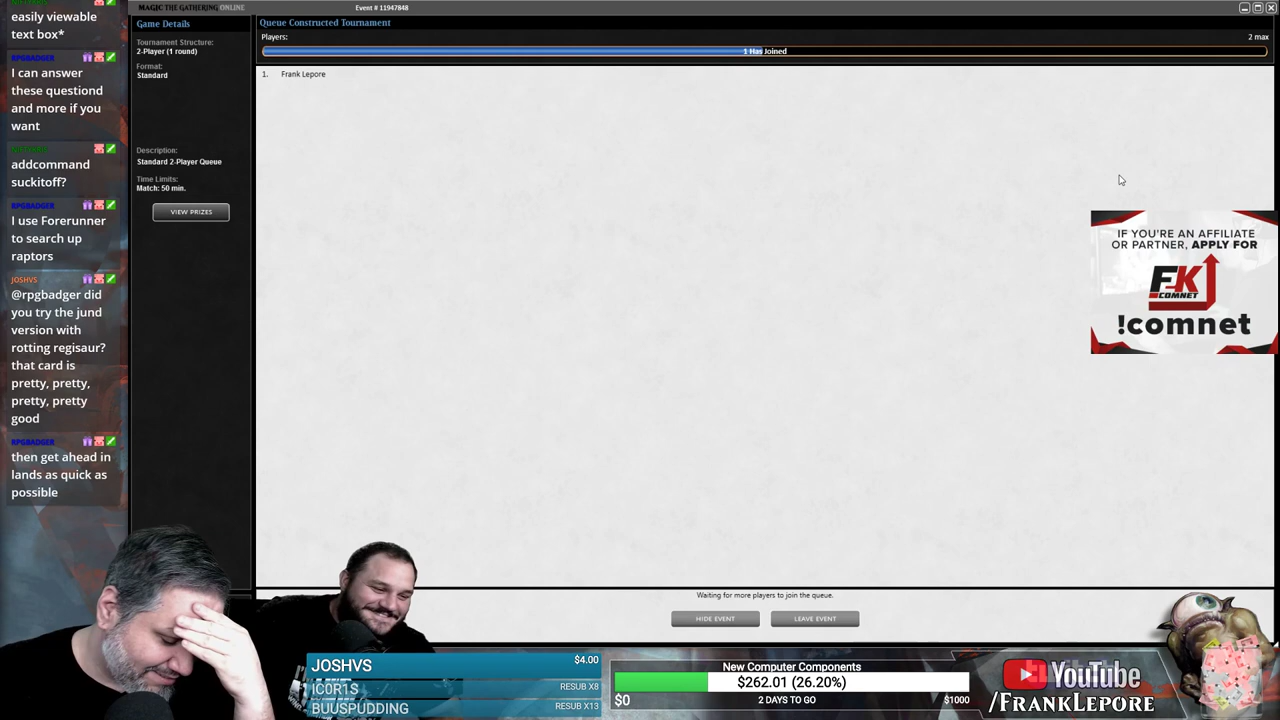 easy viewable
text box*
RPGBADGER
I can answer
these questiond
and more if you
want
addcommand
suckitoff?
RPGBADGER
I use Forerunner
to search up
raptors
JOSHVS
@rpgbadger did
you try the jund
version with
rotting regisaur?
that card is
pretty, pretty,
pretty, pretty
good
RPGBADGER
then get ahead in
lands as quick as
possible
MAGIC THE GATHERING ONLINE
Event # 11947848
Game Details
Tournament Structure:
2-Player (1 round)
Format:
Standard
Description:
Standard 2-Player Queue
Time Limits:
Match: 50 min.
VIEW PRIZES
Queue Constructed Tournament
Players:
2 max
1 Has Joined
1. Frank Lepore
IF YOU'RE AN AFFILIATE
OR PARTNER, APPLY FOR
COMNET
!comnet
Waiting for more players to join the queue.
HIDE EVENT
LEAVE EVENT
JOSHVS $4.00
IC0R1S RESUB X8
BUUSPUDDING RESUB X13
New Computer Components
$262.01 (26.20%)
$0 2 DAYS TO GO $1000
YouTube
/FRANKLEPORE